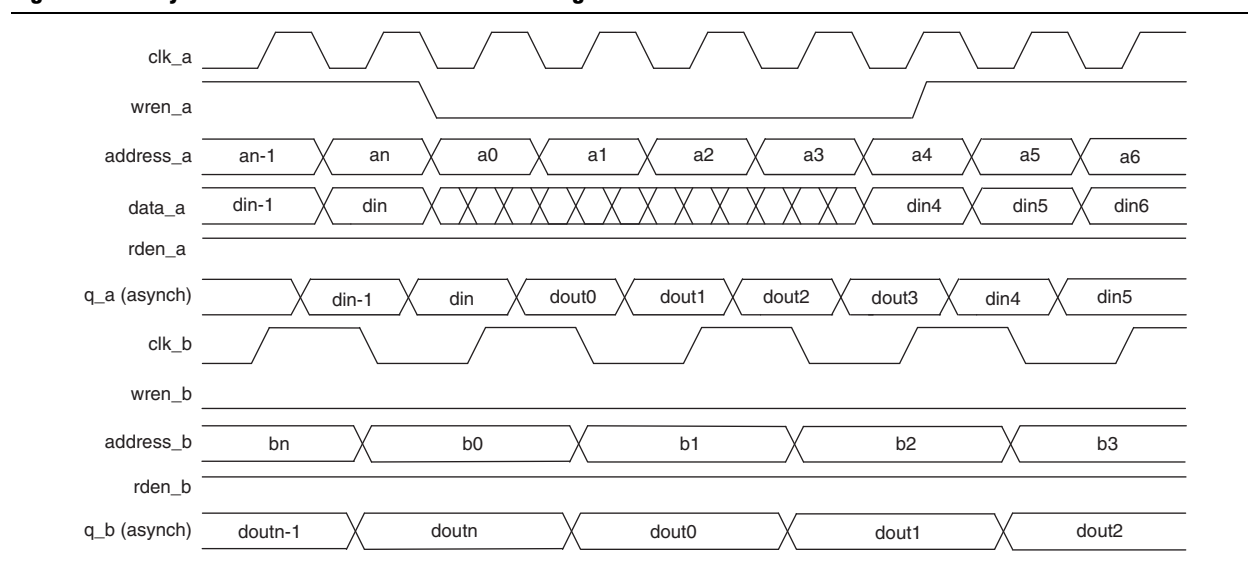 clk_a
wren_a
address_a an-1 an a0 a1 a2 a3 a4 a5 a6
data_a din-1 din din4 din5 din6
rden_a
q_a (asynch) din-1 din dout0 dout1 dout2 dout3 din4 din5
clk_b
wren_b
address_b bn b0 b1 b2 b3
rden_b
q_b (asynch) doutn-1 doutn dout0 dout1 dout2